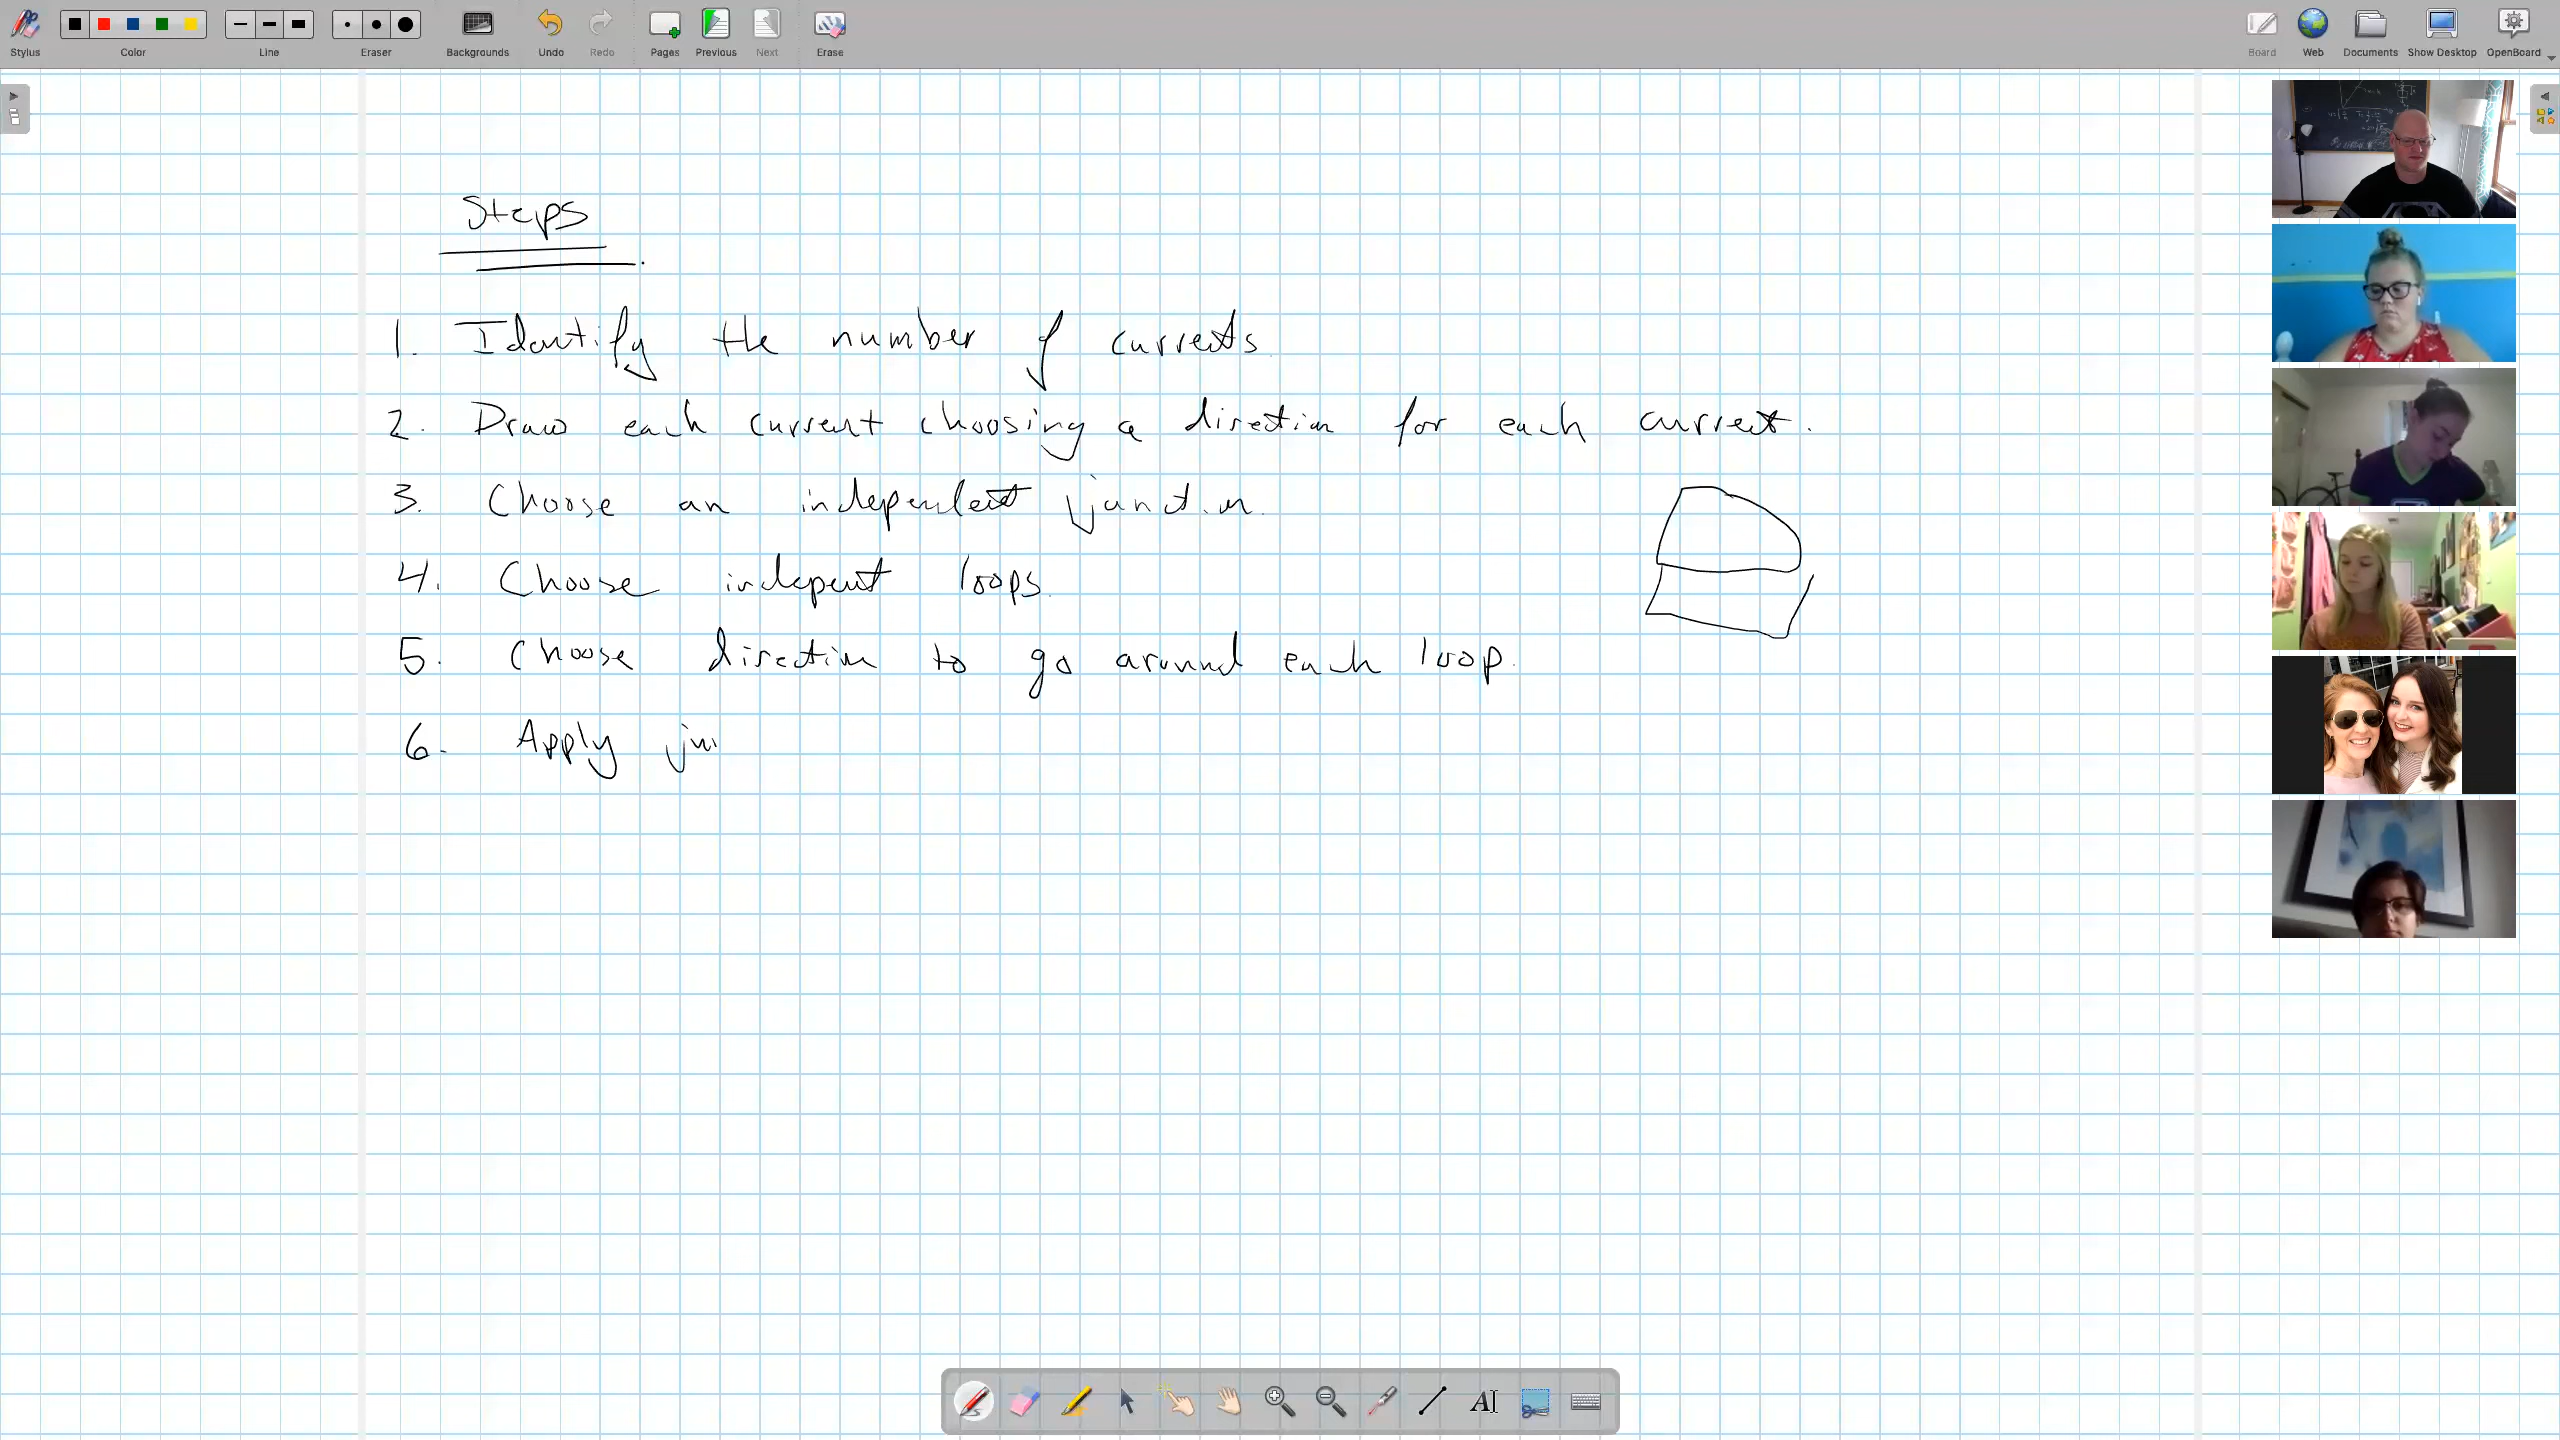 Stylus Color Line Eraser Backgrounds Undo Redo Pages Previous Next Erase Board Web Documents Show Desktop OpenBoard
Steps
1. Identify the number of currents.
2. Draw each current choosing a direction for each current.
3. Choose an independent junction.
4. Choose indepent loops.
5. Choose direction to go around each loop.
6. Apply jun